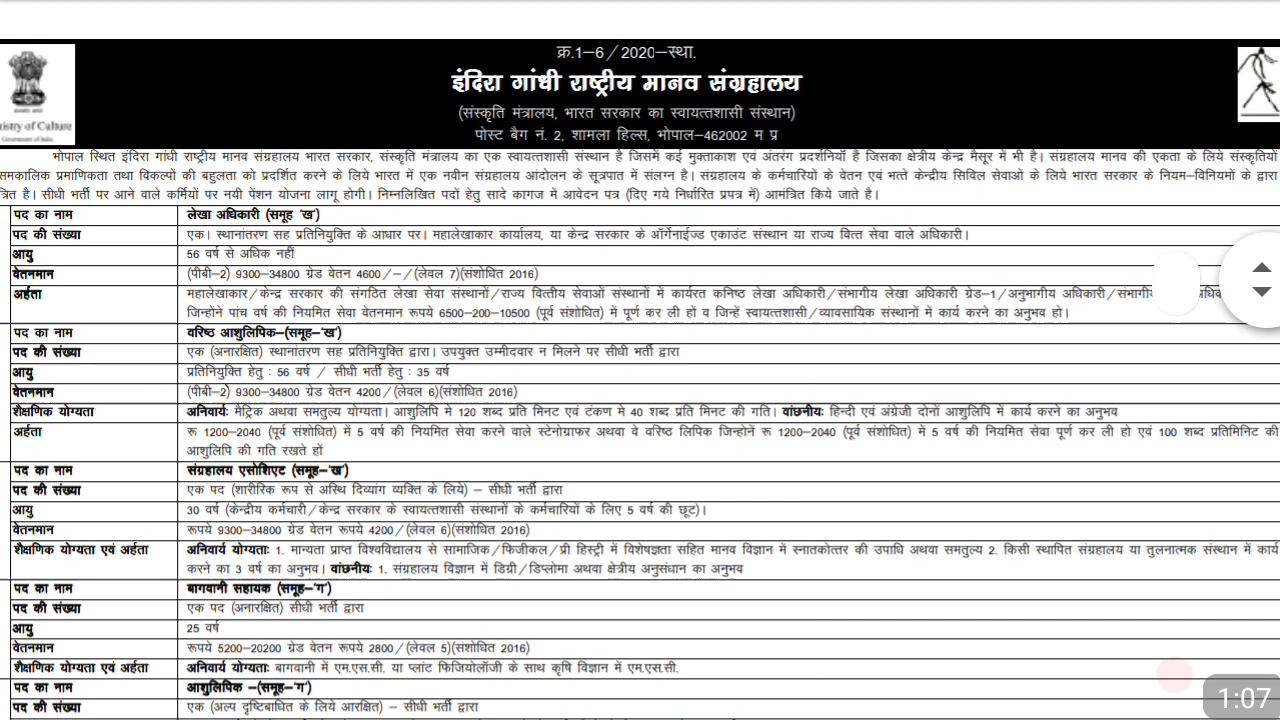 क्र.1–6/2020–स्था.
इंदिरा गांधी राष्ट्रीय मानव संग्रहालय
(संस्कृति मंत्रालय, भारत सरकार का स्वायत्तशासी संस्थान)
पोस्ट बैग नं. 2, शामला हिल्स, भोपाल–462002 म प्र
istry of Culture
Government of India
भोपाल स्थित इंदिरा गांधी राष्ट्रीय मानव संग्रहालय भारत सरकार, संस्कृति मंत्रालय का एक स्वायत्तशासी संस्थान है जिसमें कई मुक्ताकाश एवं अंतरंग प्रदर्शनियाँ है जिसका क्षेत्रीय केन्द्र मैसूर में भी है। संग्रहालय मानव की एकता के लिये संस्कृतियों
समकालिक प्रमाणिकता तथा विकल्पों की बहुलता को प्रदर्शित करने के लिये भारत में एक नवीन संग्रहालय आंदोलन के सूत्रपात में संलग्न है। संग्रहालय के कर्मचारियों के वेतन एवं भत्ते केन्द्रीय सिविल सेवाओं के लिये भारत सरकार के नियम–विनियमों के द्वारा
त्रित है। सीधी भर्ती पर आने वाले कर्मियों पर नयी पेंशन योजना लागू होगी। निम्नलिखित पदों हेतु सादे कागज में आवेदन पत्र (दिए गये निर्धारित प्रपत्र में) आमंत्रित किये जाते है।
पद का नाम लेखा अधिकारी (समूह 'ख')
पद की संख्या एक। स्थानांतरण सह प्रतिनियुक्ति के आधार पर। महालेखाकार कार्यालय, या केन्द्र सरकार के ऑर्गेनाईज्ड एकाउंट संस्थान या राज्य वित्त सेवा वाले अधिकारी।
आयु 56 वर्ष से अधिक नहीं
वेतनमान (पीबी–2) 9300–34800 ग्रेड वेतन 4600/–/(लेवल 7)(संशोधित 2016)
अर्हता महालेखाकार/केन्द्र सरकार की संगठित लेखा सेवा संस्थानों/राज्य वित्तीय सेवाओं संस्थानों में कार्यरत कनिष्ठ लेखा अधिकारी/संभागीय लेखा अधिकारी ग्रेड–1/अनुभागीय अधिकारी/संभागी
जिन्होंने पांच वर्ष की नियमित सेवा वेतनमान रूपये 6500–200–10500 (पूर्व संशोधित) में पूर्ण कर ली हों व जिन्हें स्वायत्तशासी/व्यावसायिक संस्थानों में कार्य करने का अनुभव हो।
पद का नाम वरिष्ठ आशुलिपिक–(समूह–'ख')
पद की संख्या एक (अनारक्षित) स्थानांतरण सह प्रतिनियुक्ति द्वारा। उपयुक्त उम्मीदवार न मिलने पर सीधी भर्ती द्वारा
आयु प्रतिनियुक्ति हेतु : 56 वर्ष / सीधी भर्ती हेतु : 35 वर्ष
वेतनमान (पीबी–2) 9300–34800 ग्रेड वेतन 4200/(लेवल 6)(संशोधित 2016)
शैक्षणिक योग्यता अनिवार्यः मैट्रिक अथवा समतुल्य योग्यता। आशुलिपि मे 120 शब्द प्रति मिनट एवं टंकण मे 40 शब्द प्रति मिनट की गति। वांछनीयः हिन्दी एवं अंग्रेजी दोनों आशुलिपि में कार्य करने का अनुभव
अर्हता रू 1200–2040 (पूर्व संशोधित) में 5 वर्ष की नियमित सेवा करने वाले स्टेनोग्राफर अथवा वे वरिष्ठ लिपिक जिन्होनें रू 1200–2040 (पूर्व संशोधित) में 5 वर्ष की नियमित सेवा पूर्ण कर ली हो एवं 100 शब्द प्रतिमिनिट की
आशुलिपि की गति रखते हों
पद का नाम संग्रहालय एसोशिएट (समूह–'ख')
पद की संख्या एक पद (शारीरिक रूप से अस्थि दिव्यांग व्यक्ति के लिये) – सीधी भर्ती द्वारा
आयु 30 वर्ष (केन्द्रीय कर्मचारी/केन्द्र सरकार के स्वायत्तशासी संस्थानों के कर्मचारियों के लिए 5 वर्ष की छूट)।
वेतनमान रूपये 9300–34800 ग्रेड वेतन रूपये 4200/(लेवल 6)(संशोधित 2016)
शैक्षणिक योग्यता एवं अर्हता अनिवार्य योग्यताः 1. मान्यता प्राप्त विश्वविद्यालय से सामाजिक/फिजीकल/प्री हिस्ट्री में विशेषज्ञता सहित मानव विज्ञान में स्नातकोत्तर की उपाधि अथवा समतुल्य 2. किसी स्थापित संग्रहालय या तुलनात्मक संस्थान में कार्य
करने का 3 वर्ष का अनुभव। वांछनीयः 1. संग्रहालय विज्ञान में डिग्री/डिप्लोमा अथवा क्षेत्रीय अनुसंधान का अनुभव
पद का नाम बागवानी सहायक (समूह–'ग')
पद की संख्या एक पद (अनारक्षित) सीधी भर्ती द्वारा
आयु 25 वर्ष
वेतनमान रूपये 5200–20200 ग्रेड वेतन रूपये 2800/(लेवल 5)(संशोधित 2016)
शैक्षणिक योग्यता एवं अर्हता अनिवार्य योग्यताः बागवानी में एम.एस.सी. या प्लांट फिजियोलॉजी के साथ कृषि विज्ञान में एम.एस.सी.
पद का नाम आशुलिपिक –(समूह–'ग')
पद की संख्या एक (अल्प दृष्टिबाधित के लिये आरक्षित) – सीधी भर्ती द्वारा
1:07